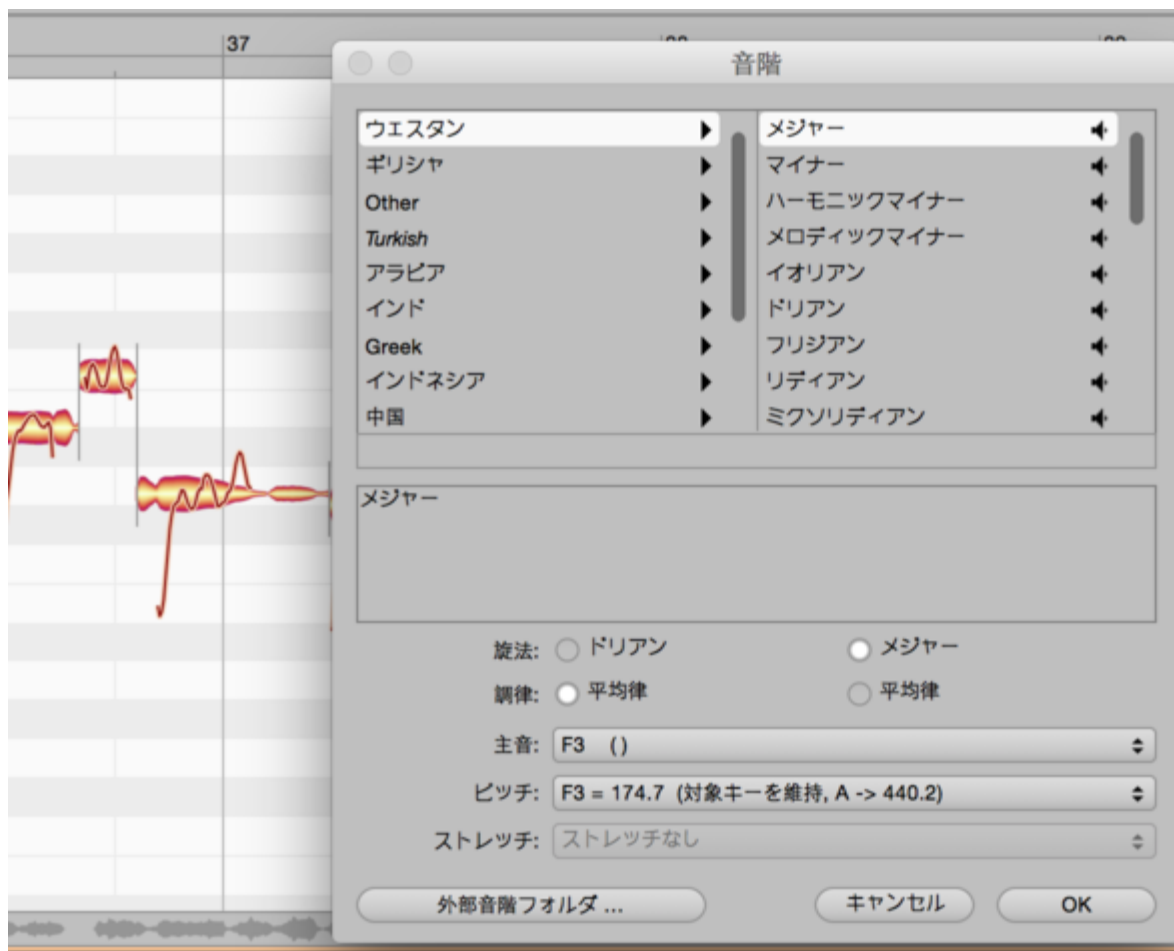 37
音階
ウェスタン
メジャー
ギリシャ
マイナー
Other
ハーモニックマイナー
Turkish
メロディックマイナー
アラビア
イオリアン
インド
ドリアン
Greek
フリジアン
インドネシア
リディアン
中国
ミクソリディアン
メジャー
旋法: ドリアン メジャー
調律: 平均律 平均律
主音: F3 ()
ピッチ: F3 = 174.7 (対象キーを維持, A -> 440.2)
ストレッチ: ストレッチなし
外部音階フォルダ ... キャンセル OK